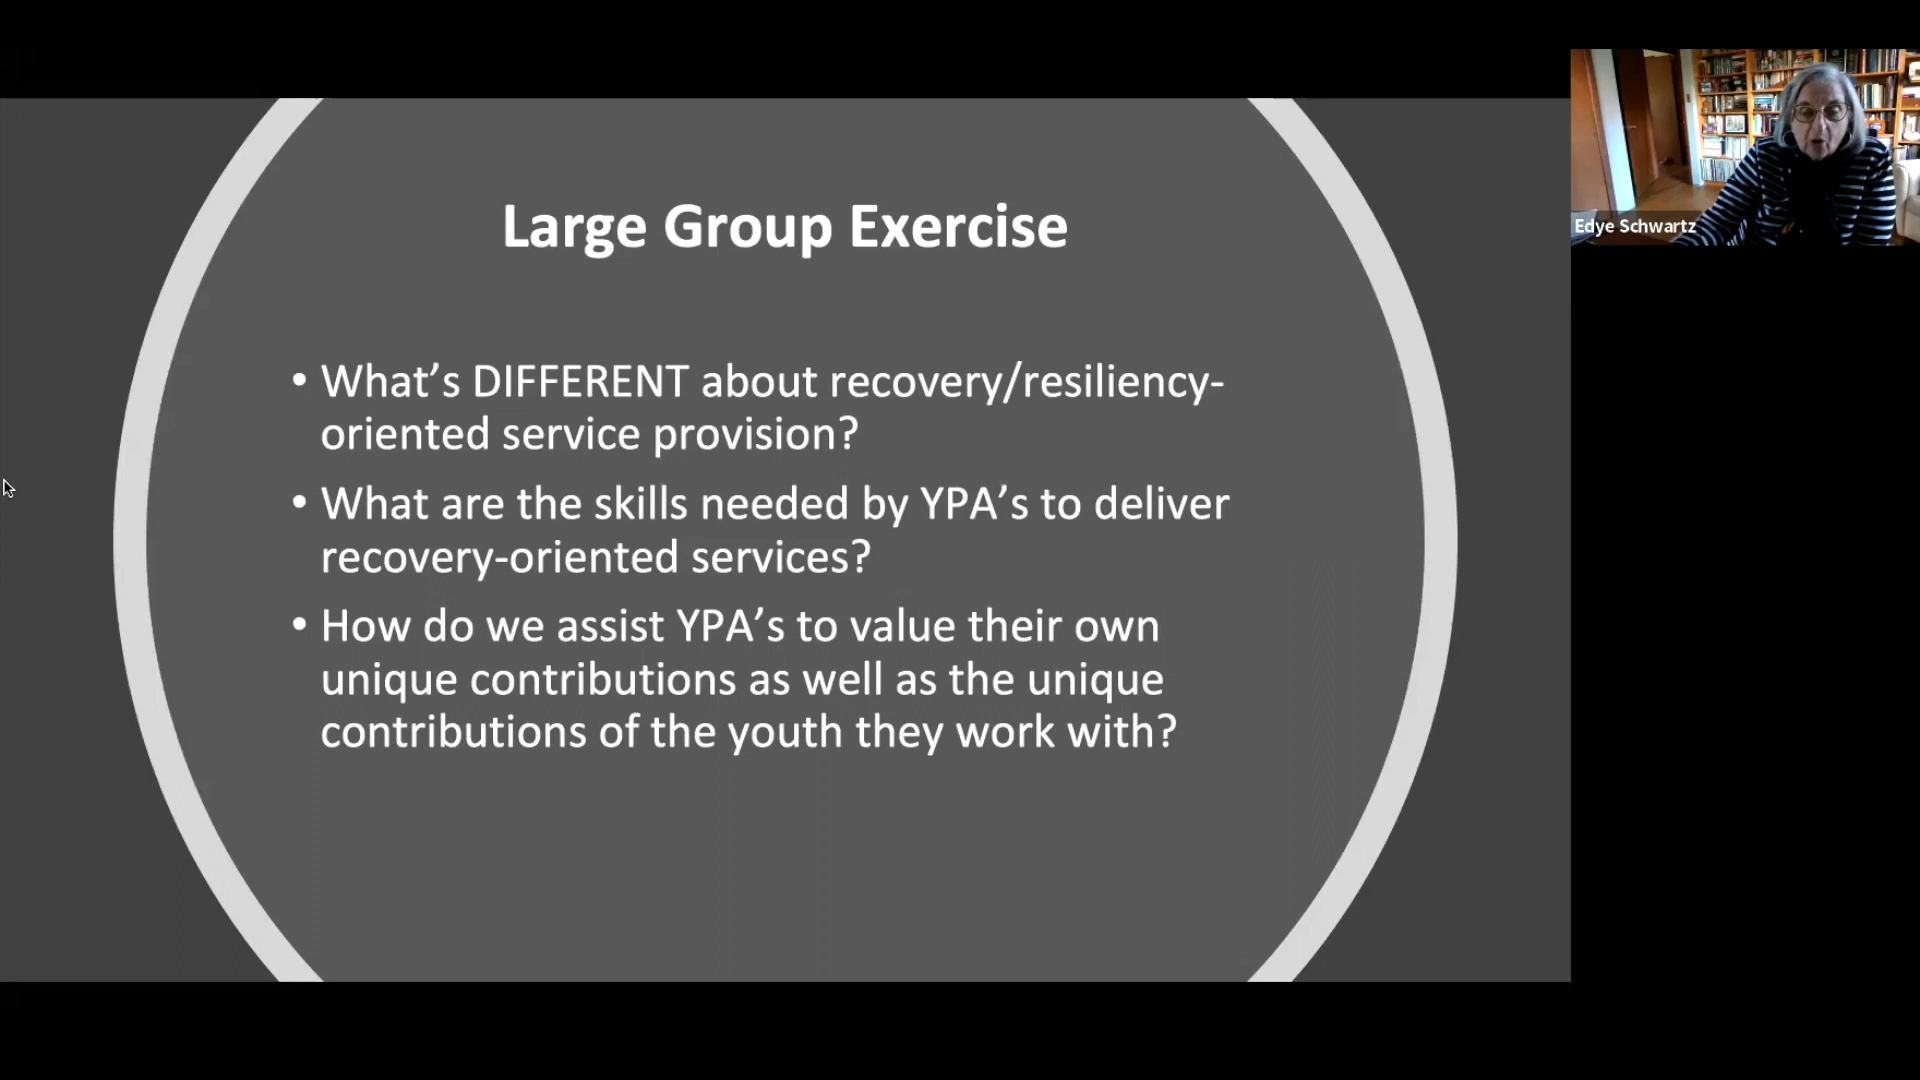 Large Group Exercise
• What’s DIFFERENT about recovery/resiliency-
oriented service provision?
• What are the skills needed by YPA’s to deliver
recovery-oriented services?
• How do we assist YPA’s to value their own
unique contributions as well as the unique
contributions of the youth they work with?
Edye Schwartz